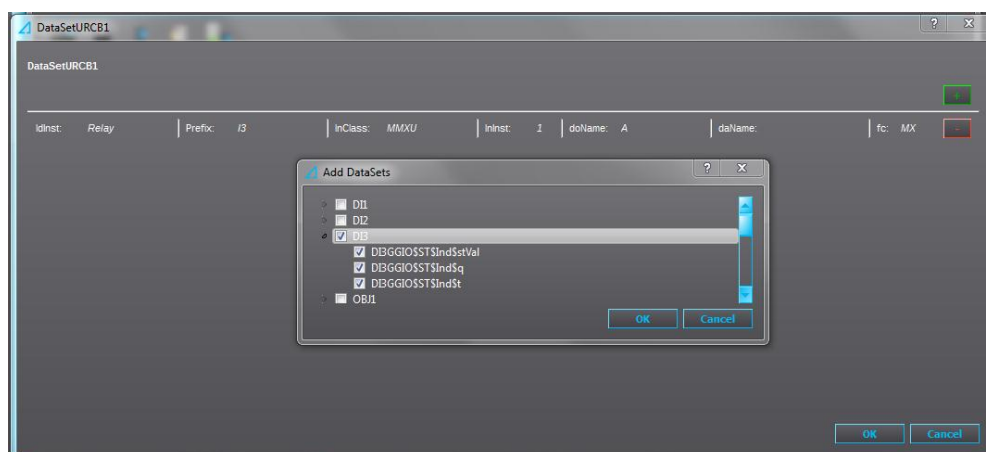 DataSetURCB1
DataSetURCB1
+
ldInst: Relay Prefix: I3 lnClass: MMXU lnInst: 1 doName: A daName: fc: MX -
Add DataSets
DI1
DI2
DI3
DI3GGIO$ST$Ind$stVal
DI3GGIO$ST$Ind$q
DI3GGIO$ST$Ind$t
OBJ1
OK Cancel
OK Cancel